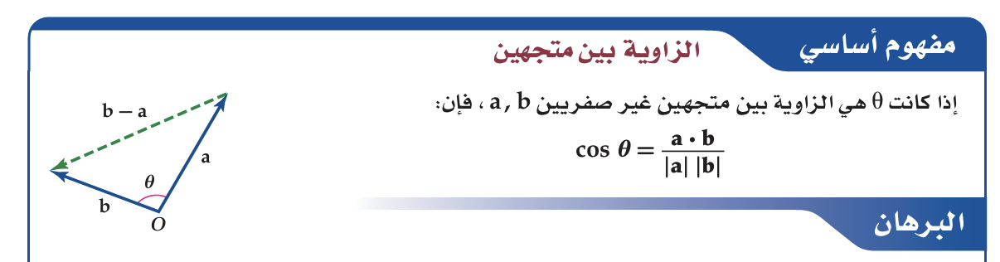 مفهوم أساسي
الزاوية بين متجهين
إذا كانت θ هي الزاوية بين متجهين غير صفريين a , b ، فإن:
cos θ = a • b / |a| |b|
b − a
a
θ
b
O
البرهان